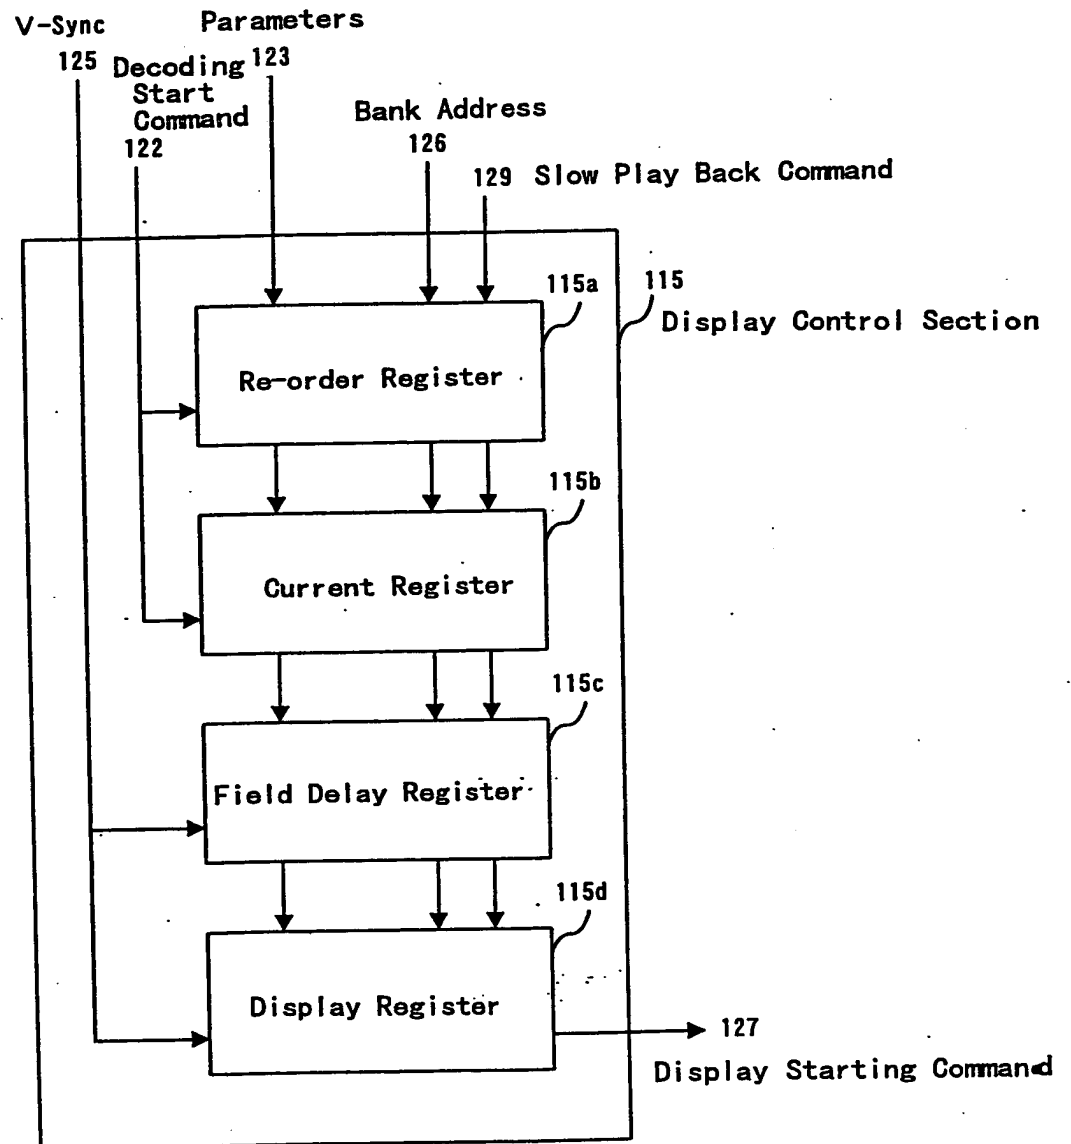 V-Sync
125
Parameters
123
Decoding
Start
Command
122
Bank Address
126
129 Slow Play Back Command
115a
115
Display Control Section
Re-order Register
115b
Current Register
115c
Field Delay Register
115d
Display Register
127
Display Starting Command